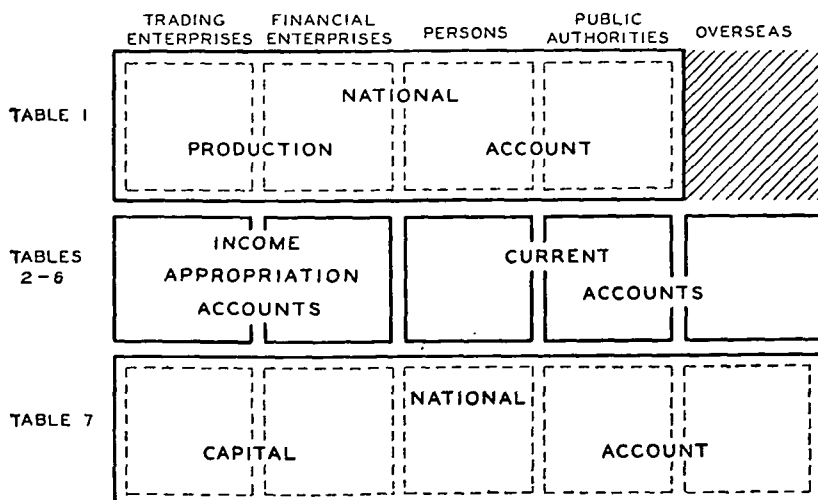 TRADING ENTERPRISES
FINANCIAL ENTERPRISES
PERSONS
PUBLIC AUTHORITIES
OVERSEAS
TABLE 1
NATIONAL
PRODUCTION ACCOUNT
TABLES 2-6
INCOME
APPROPRIATION
ACCOUNTS
CURRENT
ACCOUNTS
TABLE 7
NATIONAL
CAPITAL ACCOUNT